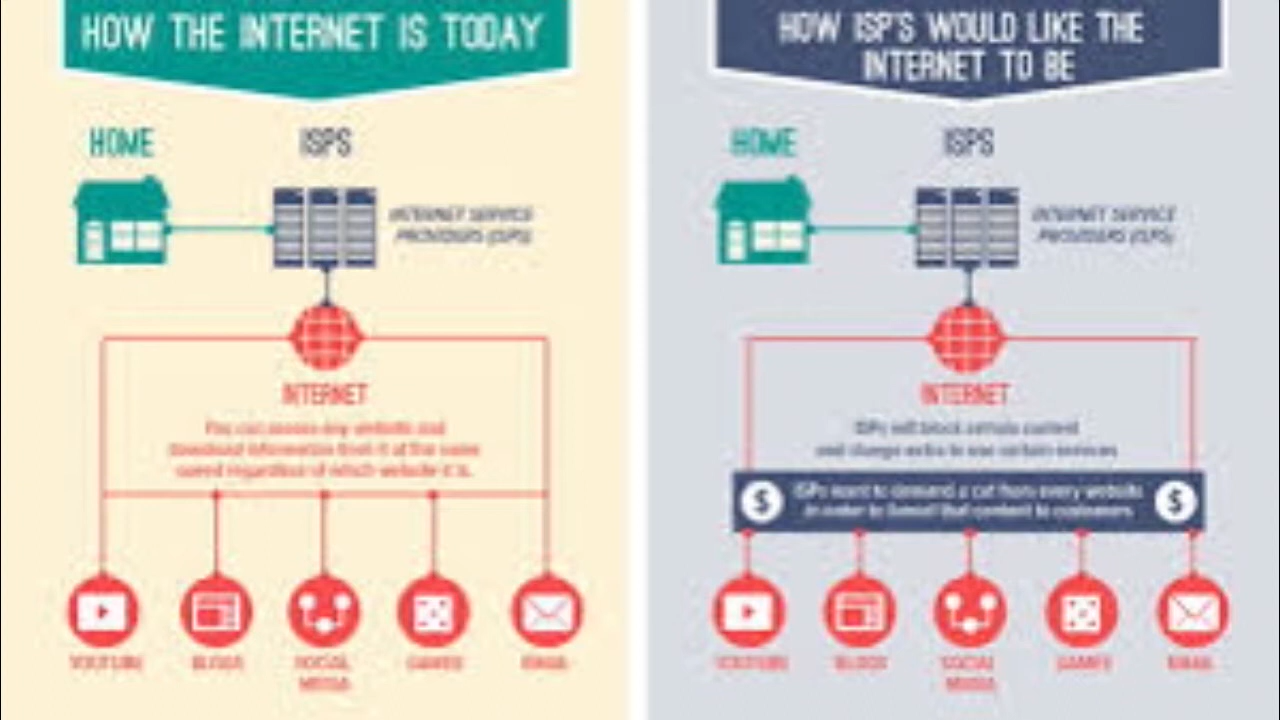 HOW THE INTERNET IS TODAY
HOME
ISPS
INTERNET SERVICE
PROVIDERS (ISPS)
INTERNET
You can access any website and
download information from it at the same
speed regardless of which website it is.
YOUTUBE
BLOGS
SOCIAL
MEDIA
GAMES
EMAIL
HOW ISP'S WOULD LIKE THE
INTERNET TO BE
HOME
ISPS
INTERNET SERVICE
PROVIDERS (ISPS)
INTERNET
ISPs will block certain content
and charge extra to use certain services
$
ISPs want to demand a cut from every website
in order to that content to customers
$
YOUTUBE
BLOGS
SOCIAL
MEDIA
GAMES
EMAIL